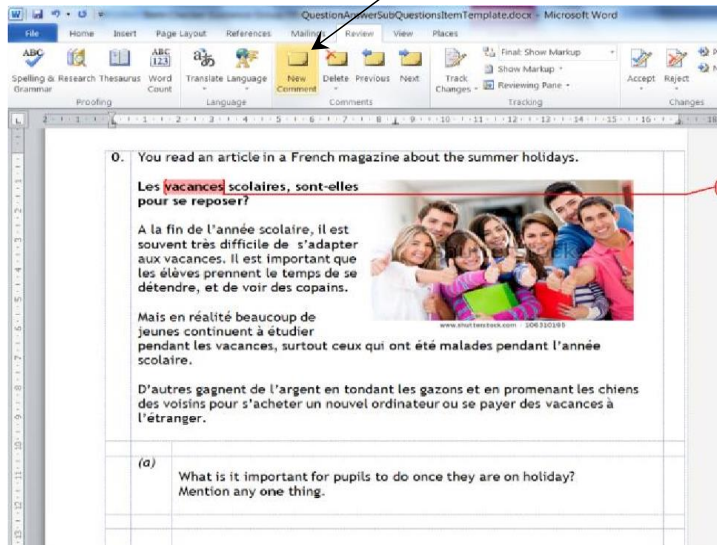 QuestionAnswerSubQuestionsItemTemplate.docx - Microsoft Word
File Home Insert Page Layout References Mailings Review View Places
Spelling & Grammar
Research
Thesaurus
Word Count
Translate
Language
New Comment
Delete
Previous
Next
Track Changes
Final: Show Markup
Show Markup
Reviewing Pane
Accept
Reject
Proofing Language Comments Tracking Changes
0. You read an article in a French magazine about the summer holidays.
Les vacances scolaires, sont-elles
pour se reposer?
A la fin de l'année scolaire, il est
souvent très difficile de s'adapter
aux vacances. Il est important que
les élèves prennent le temps de se
détendre, et de voir des copains.
Mais en réalité beaucoup de
jeunes continuent à étudier
pendant les vacances, surtout ceux qui ont été malades pendant l'année
scolaire.
www.shutterstock.com · 106310165
D'autres gagnent de l'argent en tondant les gazons et en promenant les chiens
des voisins pour s'acheter un nouvel ordinateur ou se payer des vacances à
l'étranger.
(a)
What is it important for pupils to do once they are on holiday?
Mention any one thing.